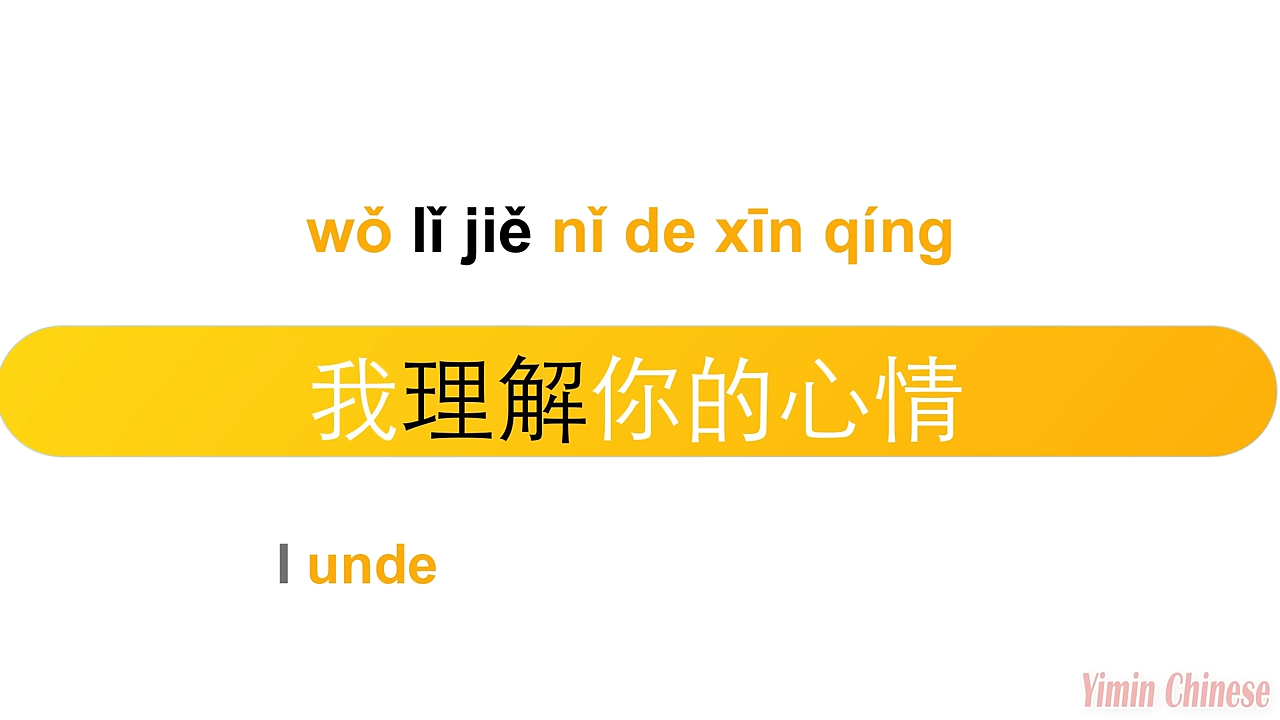 wǒ lǐ jiě nǐ de xīn qíng
我理解你的心情
I unde
Yimin Chinese